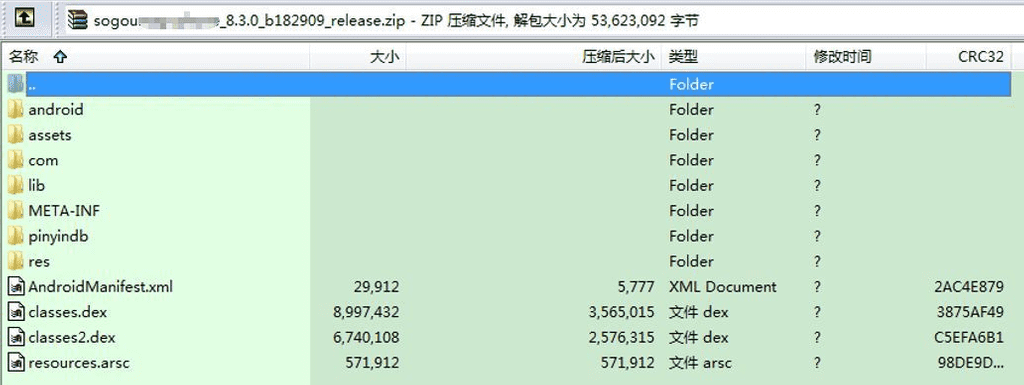 sogou _8.3.0_b182909_release.zip - ZIP 压缩文件, 解包大小为 53,623,092 字节
名称 大小 压缩后大小 类型 修改时间 CRC32
.. Folder
android Folder ?
assets Folder ?
com Folder ?
lib Folder ?
META-INF Folder ?
pinyindb Folder ?
res Folder ?
AndroidManifest.xml 29,912 5,777 XML Document ? 2AC4E879
classes.dex 8,997,432 3,565,015 文件 dex ? 3875AF49
classes2.dex 6,740,108 2,576,315 文件 dex ? C5EFA6B1
resources.arsc 571,912 571,912 文件 arsc ? 98DE9D...